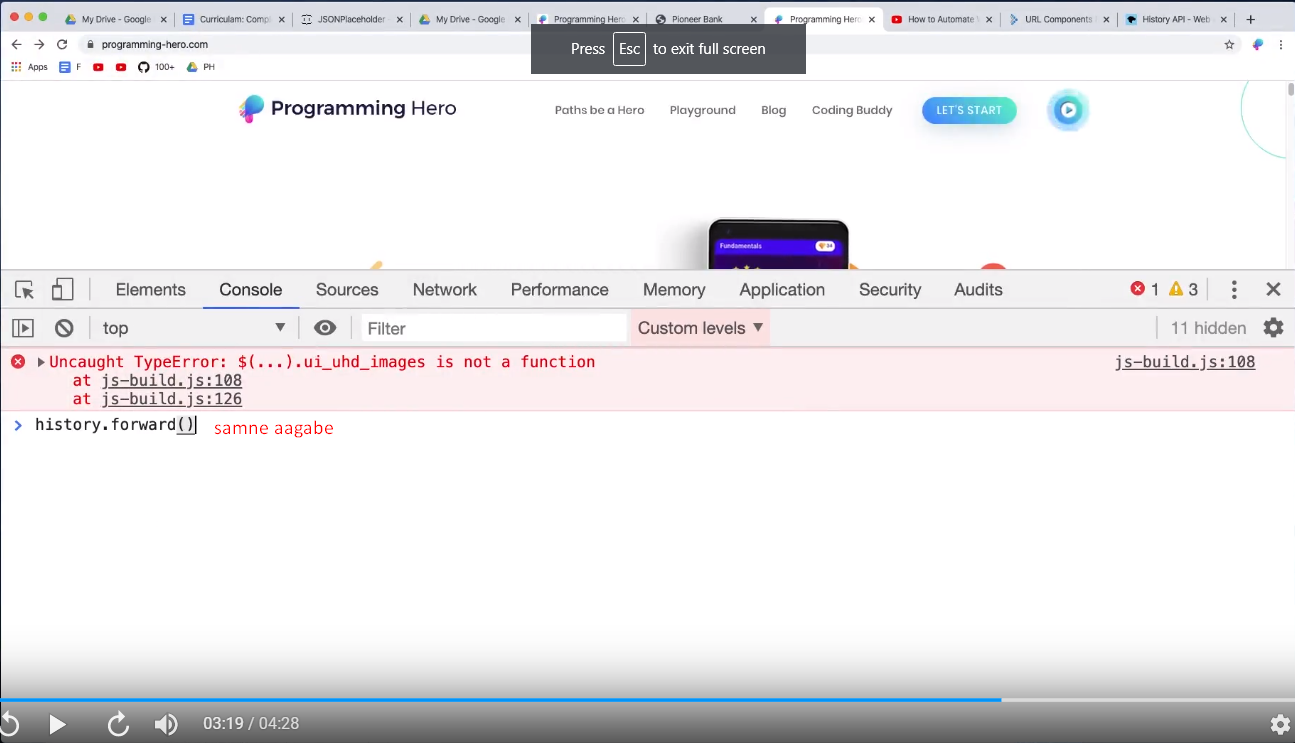 My Drive - Google
Curriculam: Comp
JSONPlaceholder -
My Drive - Google
Programming Hero
Pioneer Bank
Programming Hero
How to Automate
URL Components
History API - Web
programming-hero.com
Press Esc to exit full screen
Apps
F
100+
PH
Programming Hero
Paths be a Hero
Playground
Blog
Coding Buddy
LET'S START
Fundamentals
Elements
Console
Sources
Network
Performance
Memory
Application
Security
Audits
1
3
top
Filter
Custom levels
11 hidden
Uncaught TypeError: $(...).ui_uhd_images is not a function
js-build.js:108
at js-build.js:108
at js-build.js:126
history.forward()
samne aagabe
03:19 / 04:28